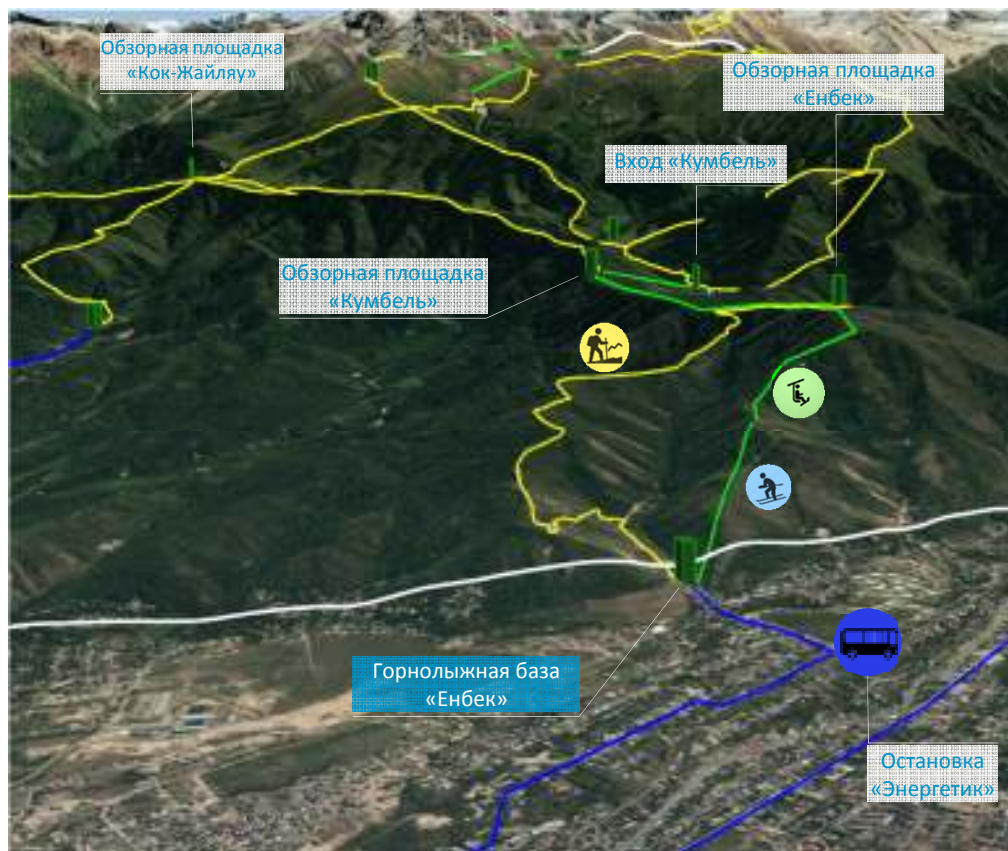 Обзорная площадка
«Кок-Жайляу»
Обзорная площадка
«Енбек»
Вход «Кумбель»
Обзорная площадка
«Кумбель»
Горнолыжная база
«Енбек»
Остановка
«Энергетик»